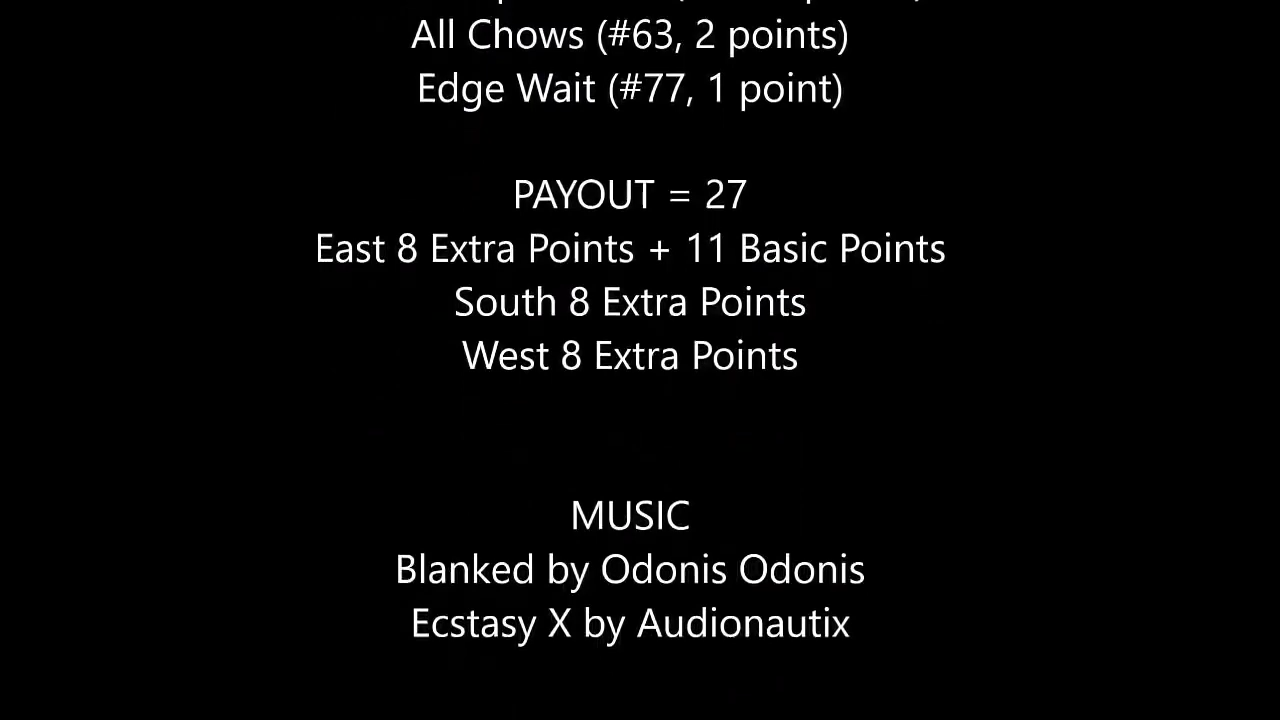 All Chows (#63, 2 points)
Edge Wait (#77, 1 point)
PAYOUT = 27
East 8 Extra Points + 11 Basic Points
South 8 Extra Points
West 8 Extra Points
MUSIC
Blanked by Odonis Odonis
Ecstasy X by Audionautix